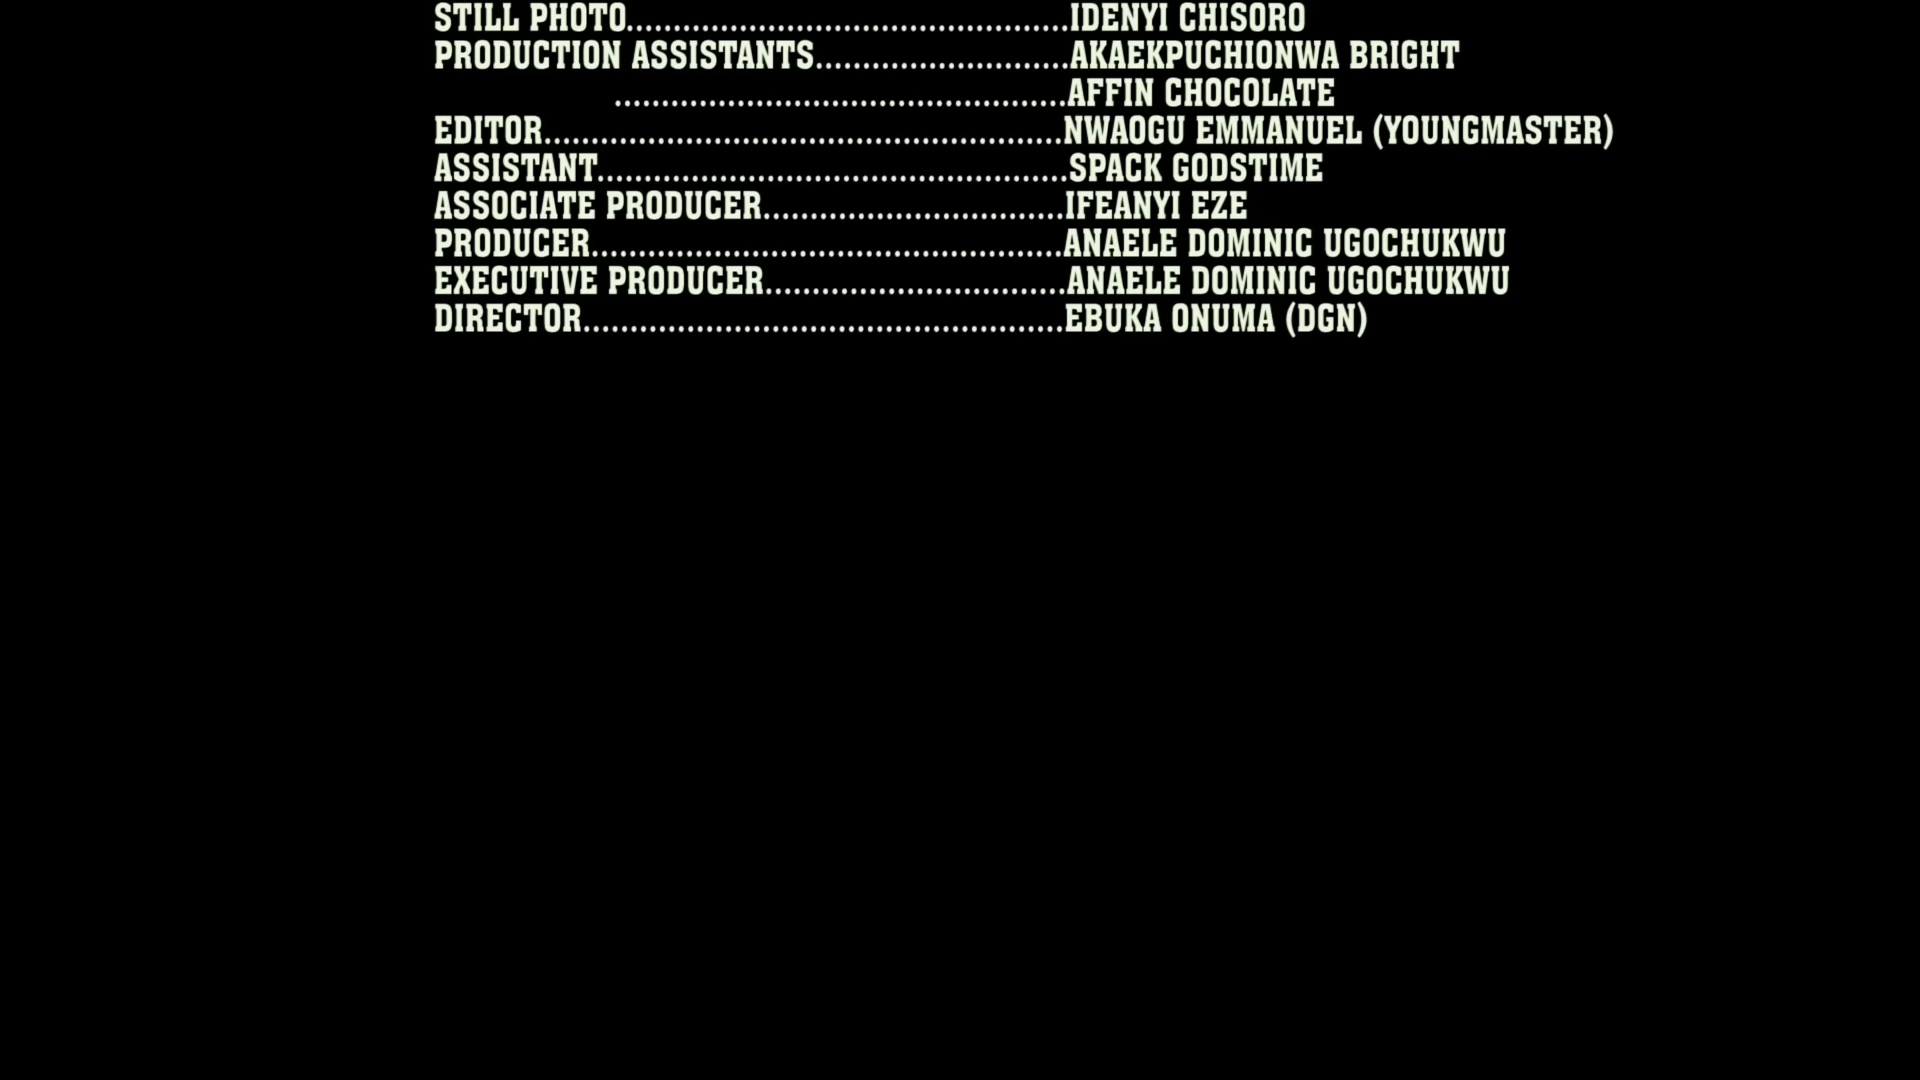 STILL PHOTO...............................................IDENYI CHISORO
PRODUCTION ASSISTANTS...........................AKAEKPUCHIONWA BRIGHT
................................................AFFIN CHOCOLATE
EDITOR.......................................................NWAOGU EMMANUEL (YOUNGMASTER)
ASSISTANT..................................................SPACK GODSTIME
ASSOCIATE PRODUCER................................IFEANYI EZE
PRODUCER..................................................ANAELE DOMINIC UGOCHUKWU
EXECUTIVE PRODUCER................................ANAELE DOMINIC UGOCHUKWU
DIRECTOR...................................................EBUKA ONUMA (DGN)